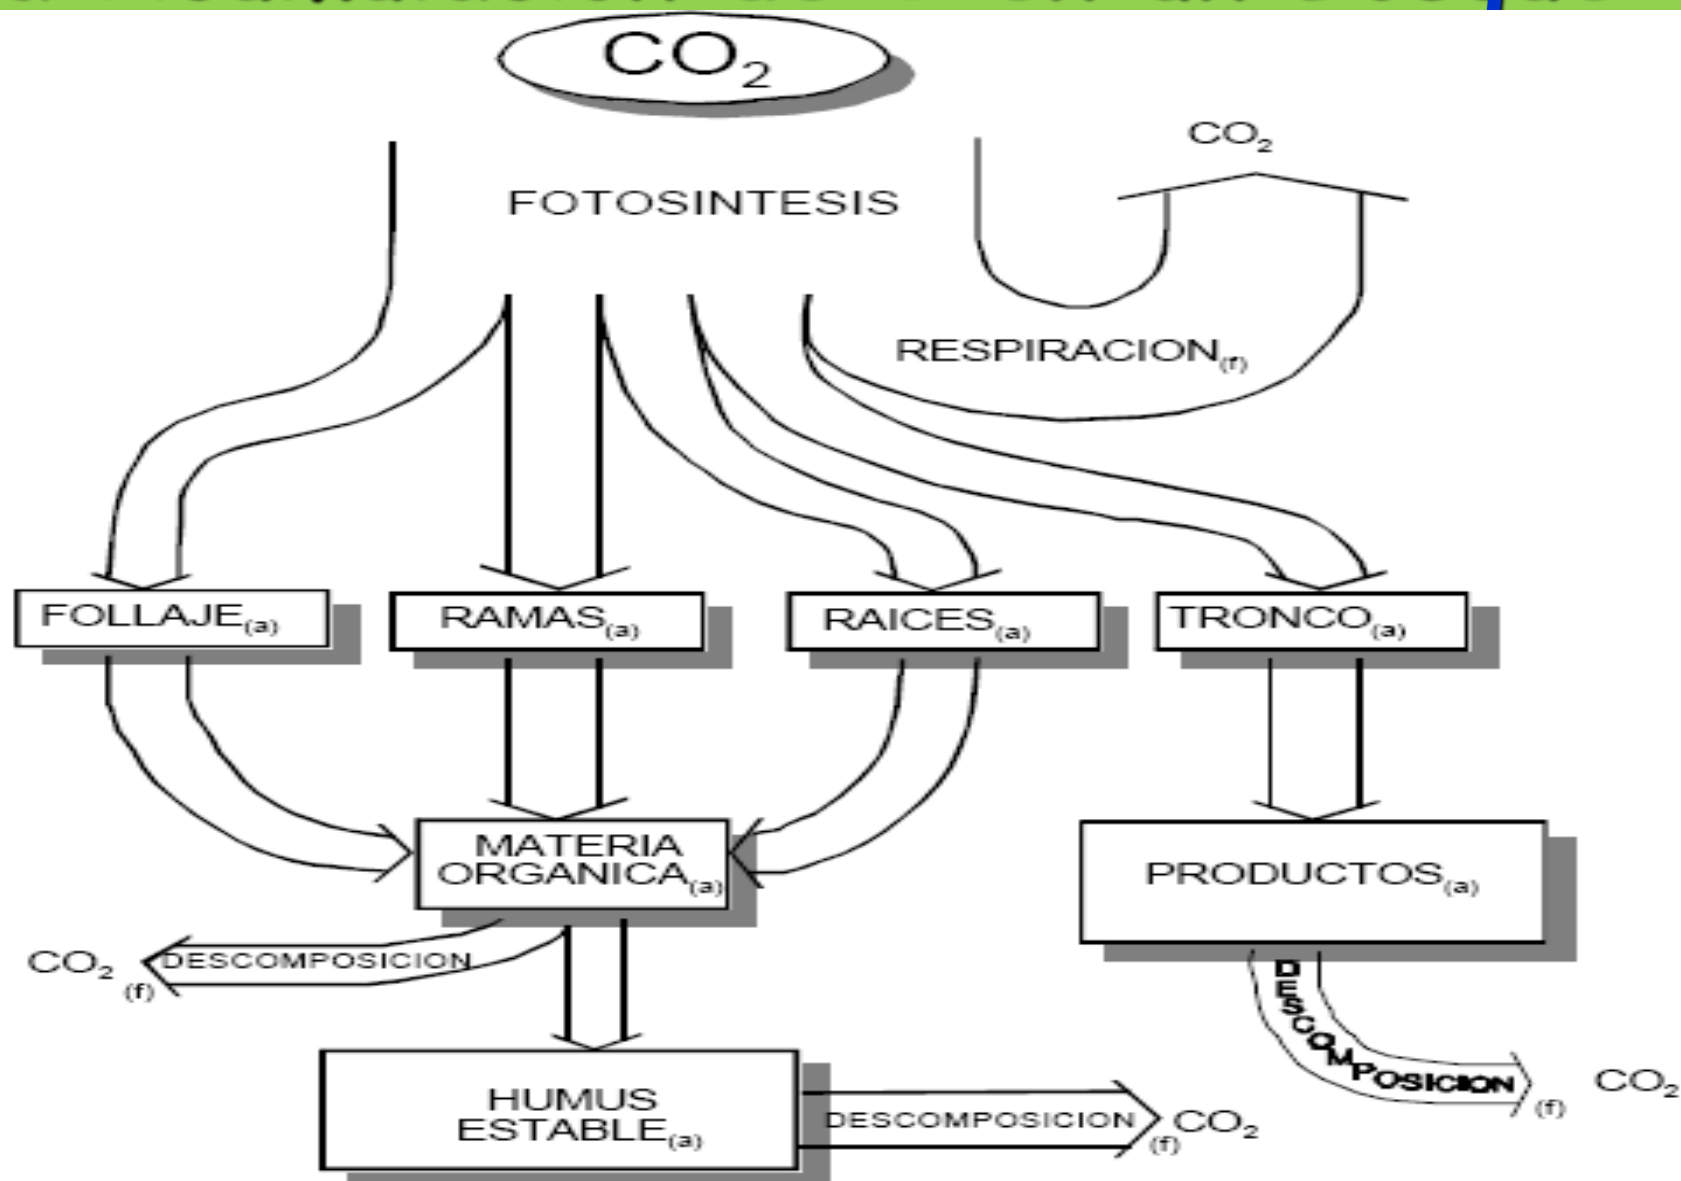 CO₂
CO₂
FOTOSINTESIS
RESPIRACION(f)
FOLLAJE(a)
RAMAS(a)
RAICES(a)
TRONCO(a)
MATERIA
ORGANICA(a)
PRODUCTOS(a)
CO₂ (f) DESCOMPOSICION
DESCOMPOSICION (f) CO₂
HUMUS
ESTABLE(a)
DESCOMPOSICION (f) CO₂